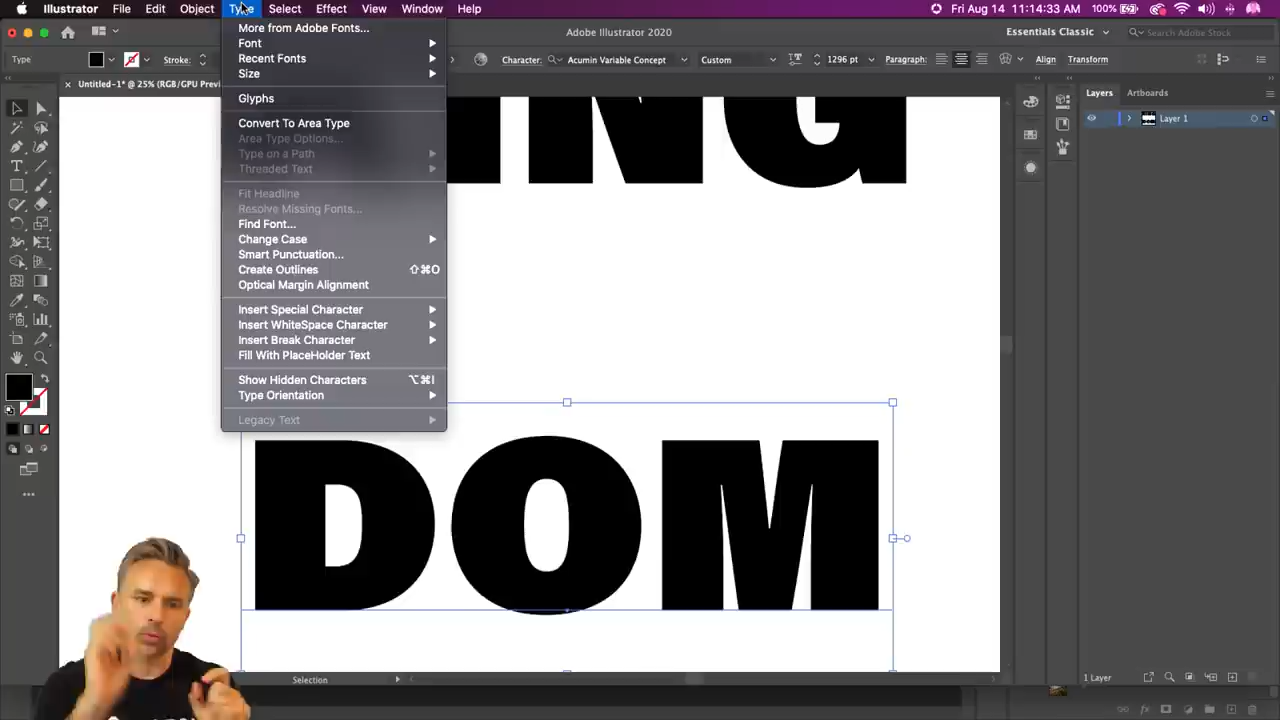 Illustrator File Edit Object Type Select Effect View Window Help 100% Fri Aug 14 11:14:33 AM
Adobe Illustrator 2020 Essentials Classic Search Adobe Stock
Type Stroke: Character: Acumin Variable Concept Custom 1296 pt Paragraph: Align Transform
× Untitled-1* @ 25% (RGB/GPU Previ
More from Adobe Fonts...
Font
Recent Fonts
Size
Glyphs
Convert To Area Type
Area Type Options...
Type on a Path
Threaded Text
Fit Headline
Resolve Missing Fonts...
Find Font...
Change Case
Smart Punctuation...
Create Outlines ⇧⌘O
Optical Margin Alignment
Insert Special Character
Insert WhiteSpace Character
Insert Break Character
Fill With PlaceHolder Text
Show Hidden Characters ⌥⌘I
Type Orientation
Legacy Text
ING
DOM
Layers Artboards
Layer 1
Selection
1 Layer